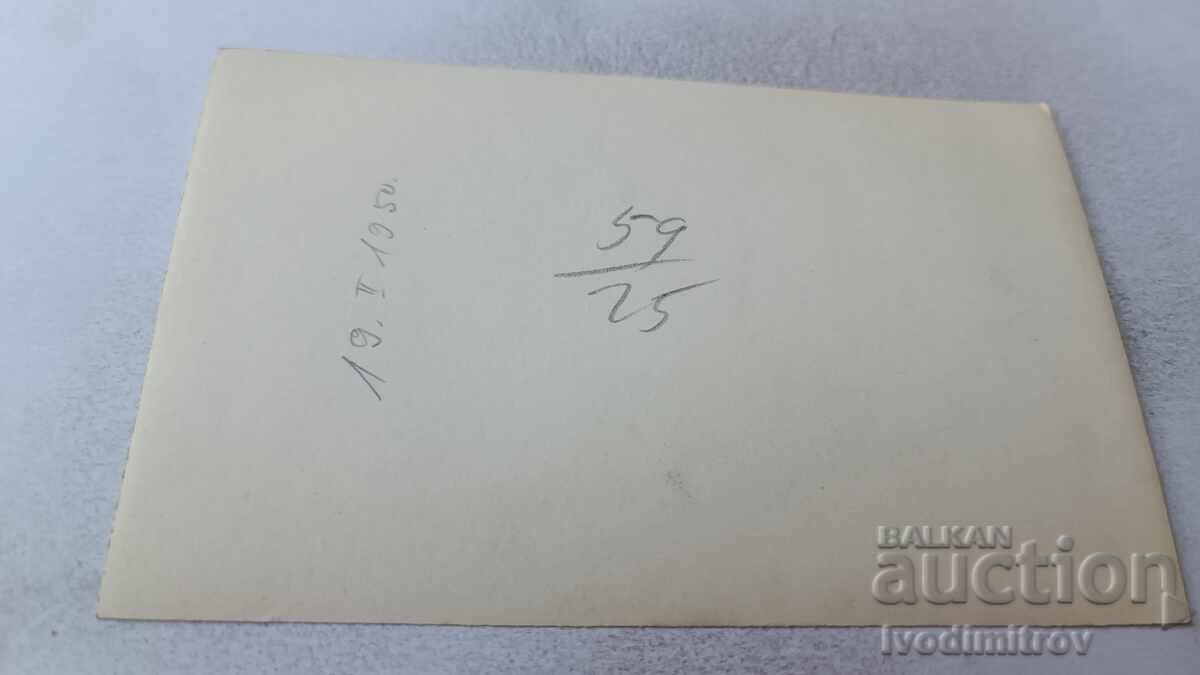 19. II 1950.
59
25
BALKAN
auction
Ivodimitrov